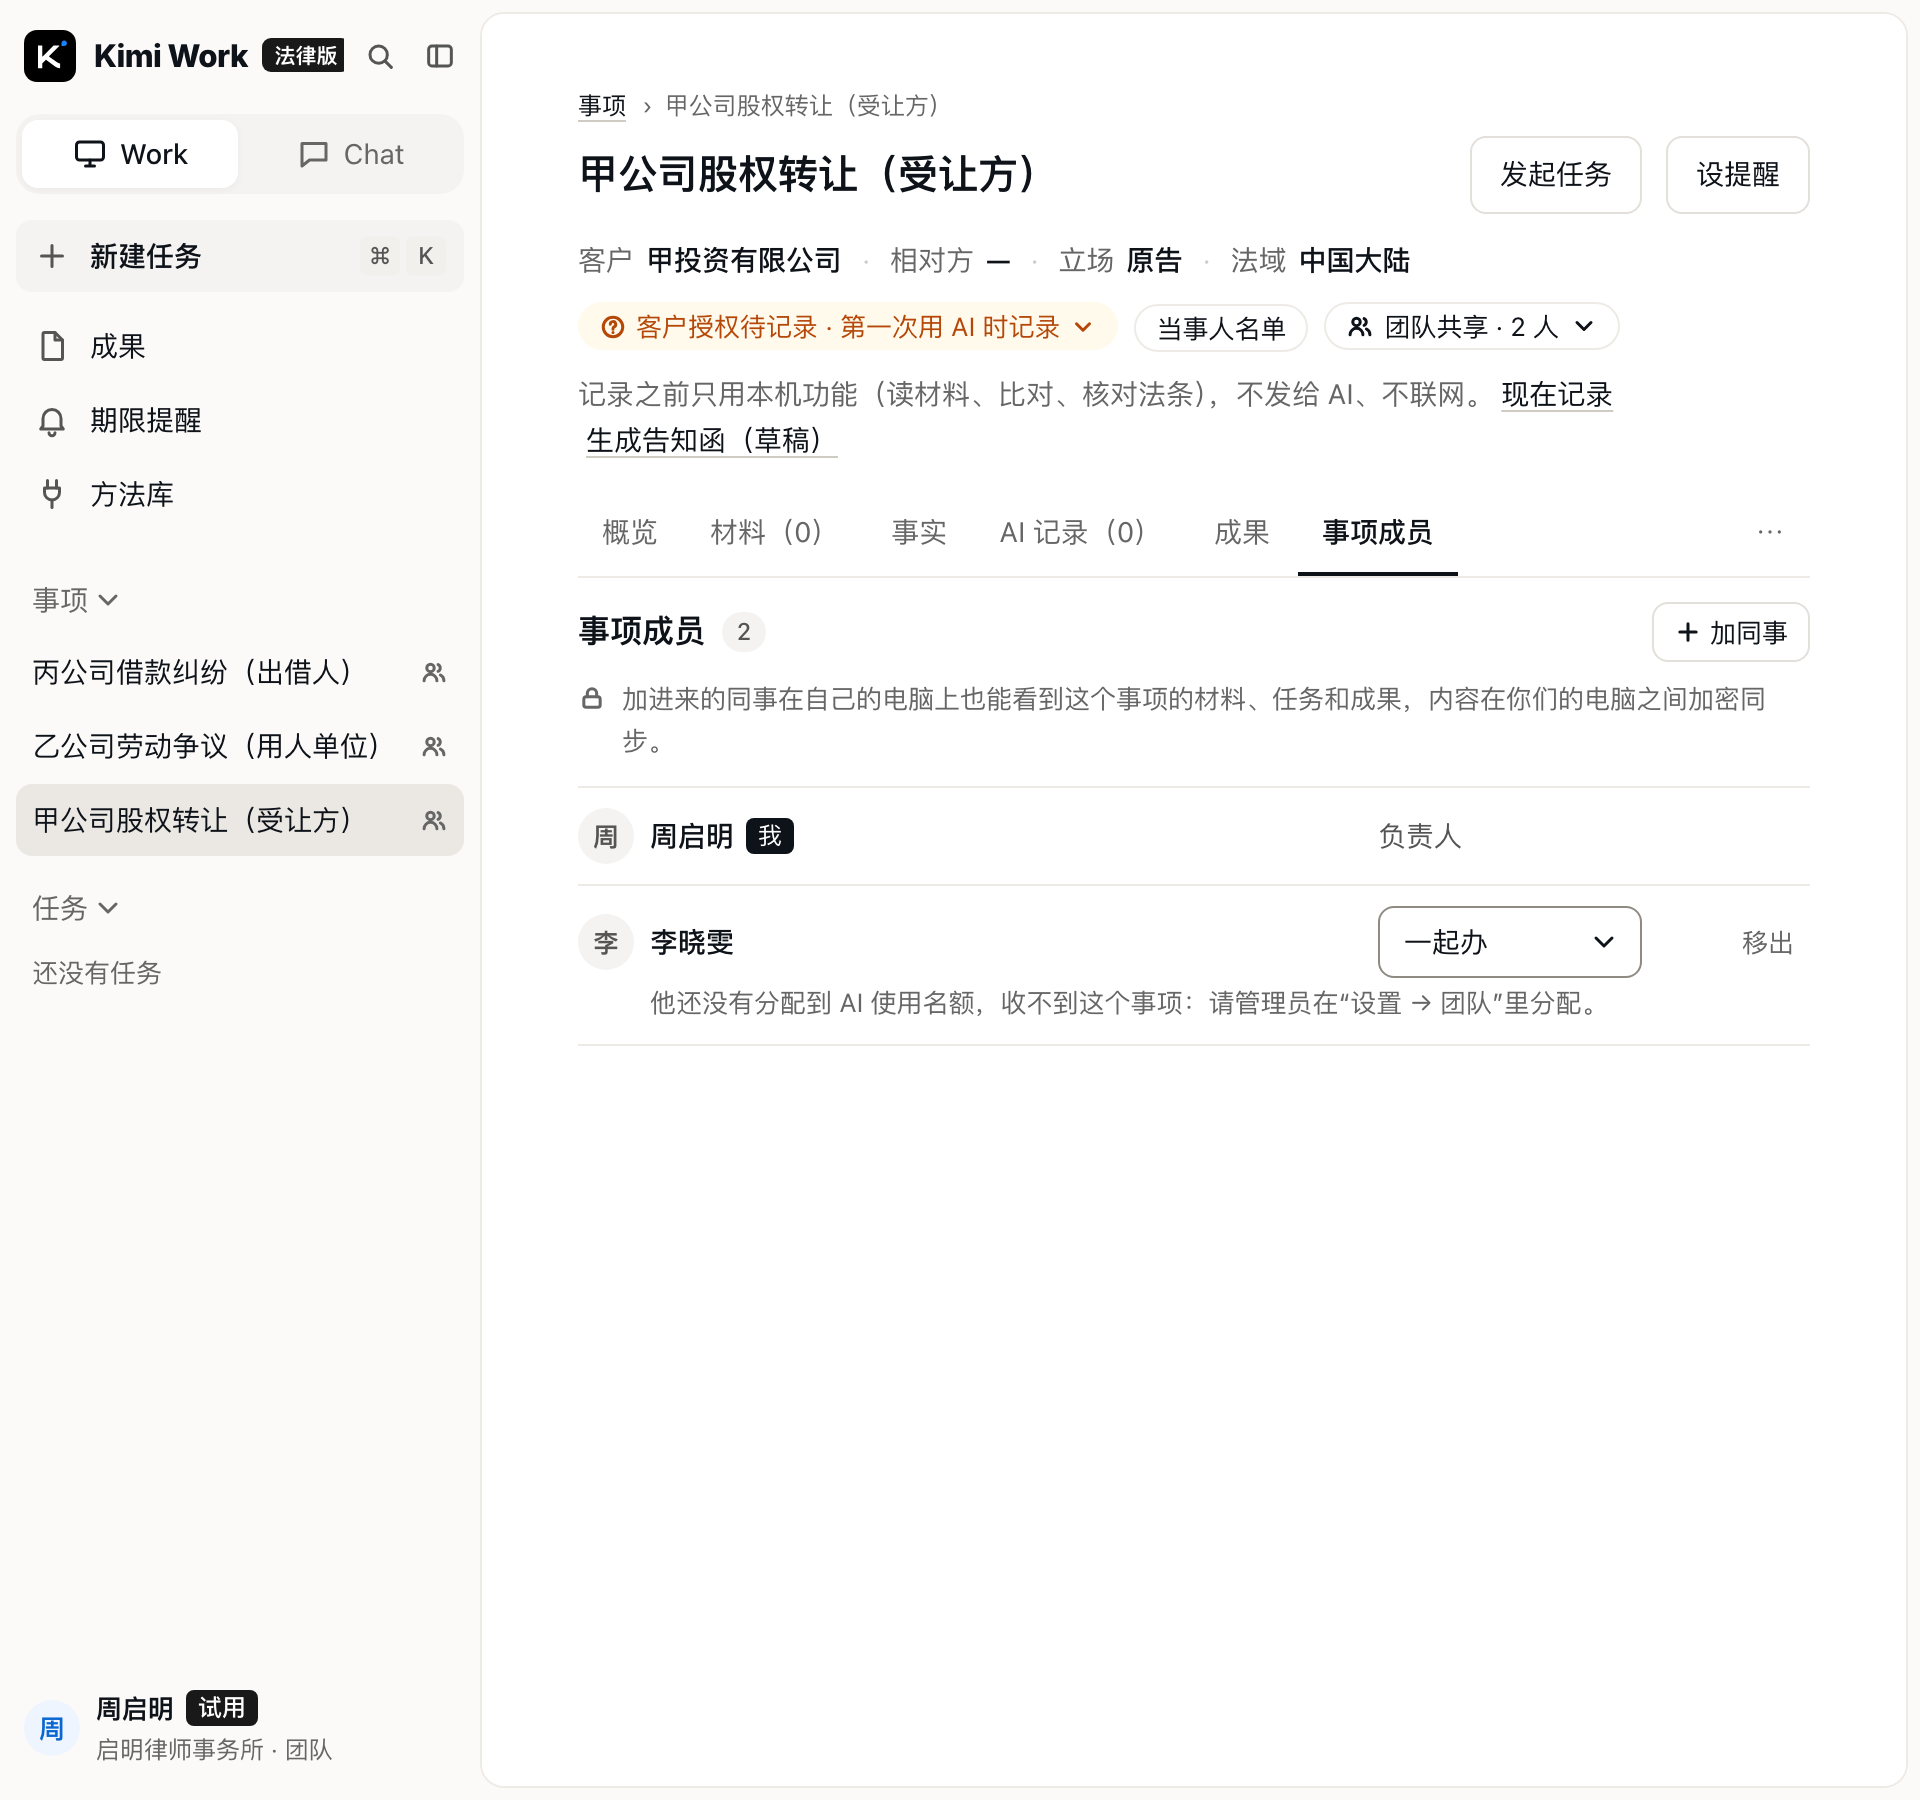 Kimi Work 法律版
Work
Chat
新建任务 ⌘ K
成果
期限提醒
方法库
事项
丙公司借款纠纷（出借人）
乙公司劳动争议（用人单位）
甲公司股权转让（受让方）
任务
还没有任务
周 周启明 试用
启明律师事务所 · 团队
事项 › 甲公司股权转让（受让方）
甲公司股权转让（受让方）
发起任务
设提醒
客户 甲投资有限公司 · 相对方 — · 立场 原告 · 法域 中国大陆
客户授权待记录 · 第一次用 AI 时记录
当事人名单
团队共享 · 2 人
记录之前只用本机功能（读材料、比对、核对法条），不发给 AI、不联网。 现在记录
生成告知函（草稿）
概览 材料（0） 事实 AI 记录（0） 成果 事项成员 ···
事项成员 2
+ 加同事
加进来的同事在自己的电脑上也能看到这个事项的材料、任务和成果，内容在你们的电脑之间加密同
步。
周 周启明 我 负责人
李 李晓雯 一起办 移出
他还没有分配到 AI 使用名额，收不到这个事项：请管理员在“设置 → 团队”里分配。